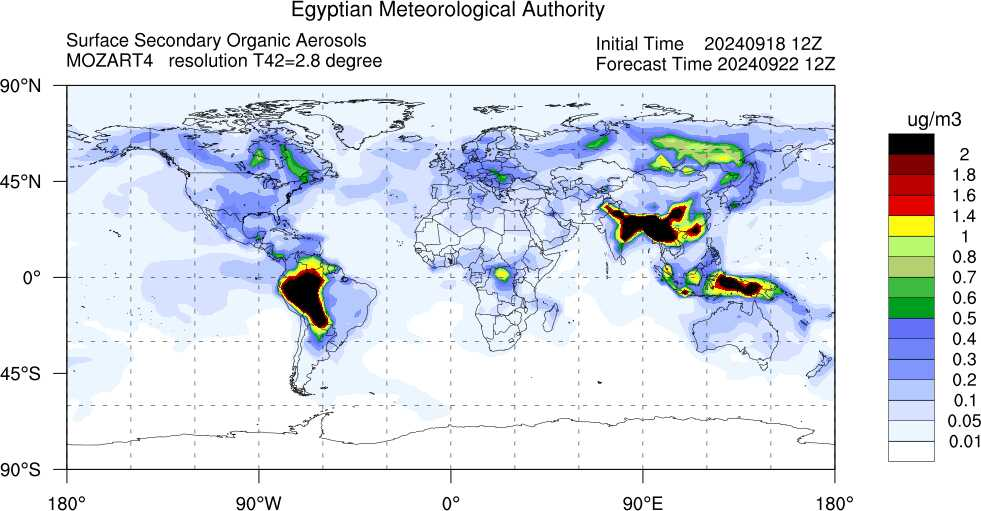 Egyptian Meteorological Authority
Surface Secondary Organic Aerosols
MOZART4 resolution T42=2.8 degree
Initial Time 20240918 12Z
Forecast Time 20240922 12Z
90°N
45°N
0°
45°S
90°S
180°
90°W
0°
90°E
180°
ug/m3
2
1.8
1.6
1.4
1
0.8
0.7
0.6
0.5
0.4
0.3
0.2
0.1
0.05
0.01